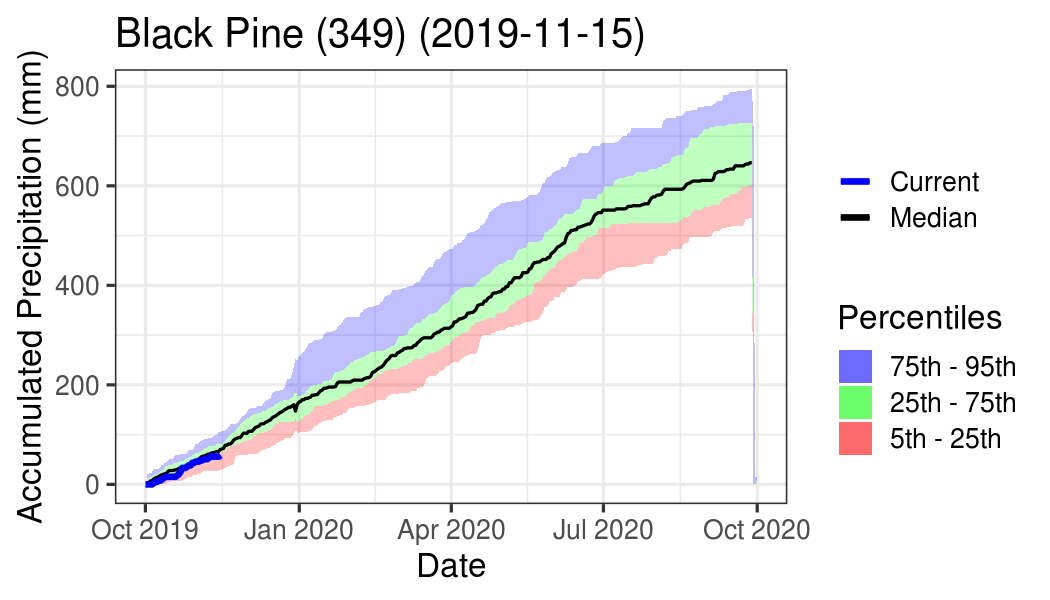 Black Pine (349) (2019-11-15)
Accumulated Precipitation (mm)
800
600
400
200
0
Oct 2019
Jan 2020
Apr 2020
Jul 2020
Oct 2020
Date
Current
Median
Percentiles
75th - 95th
25th - 75th
5th - 25th